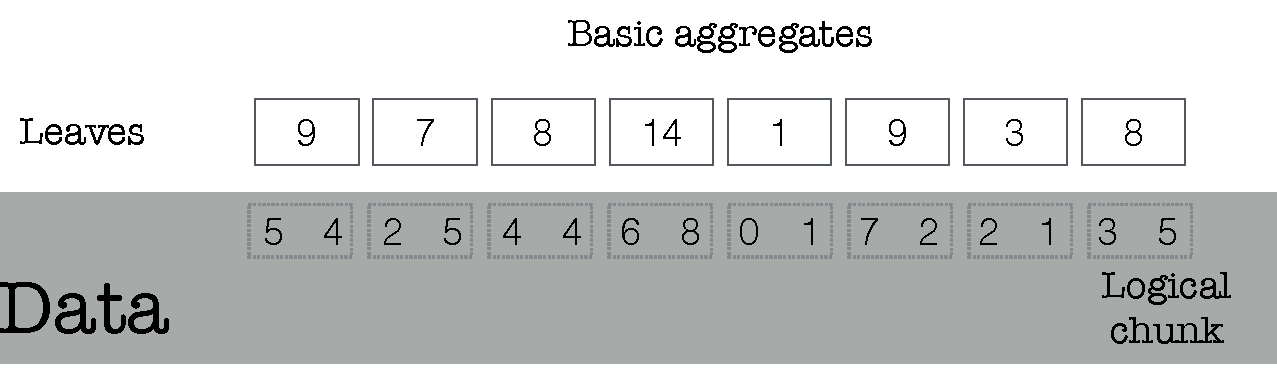 Basic aggregates
Leaves 9 7 8 14 1 9 3 8
5 4 2 5 4 4 6 8 0 1 7 2 2 1 3 5
Data
Logical
chunk